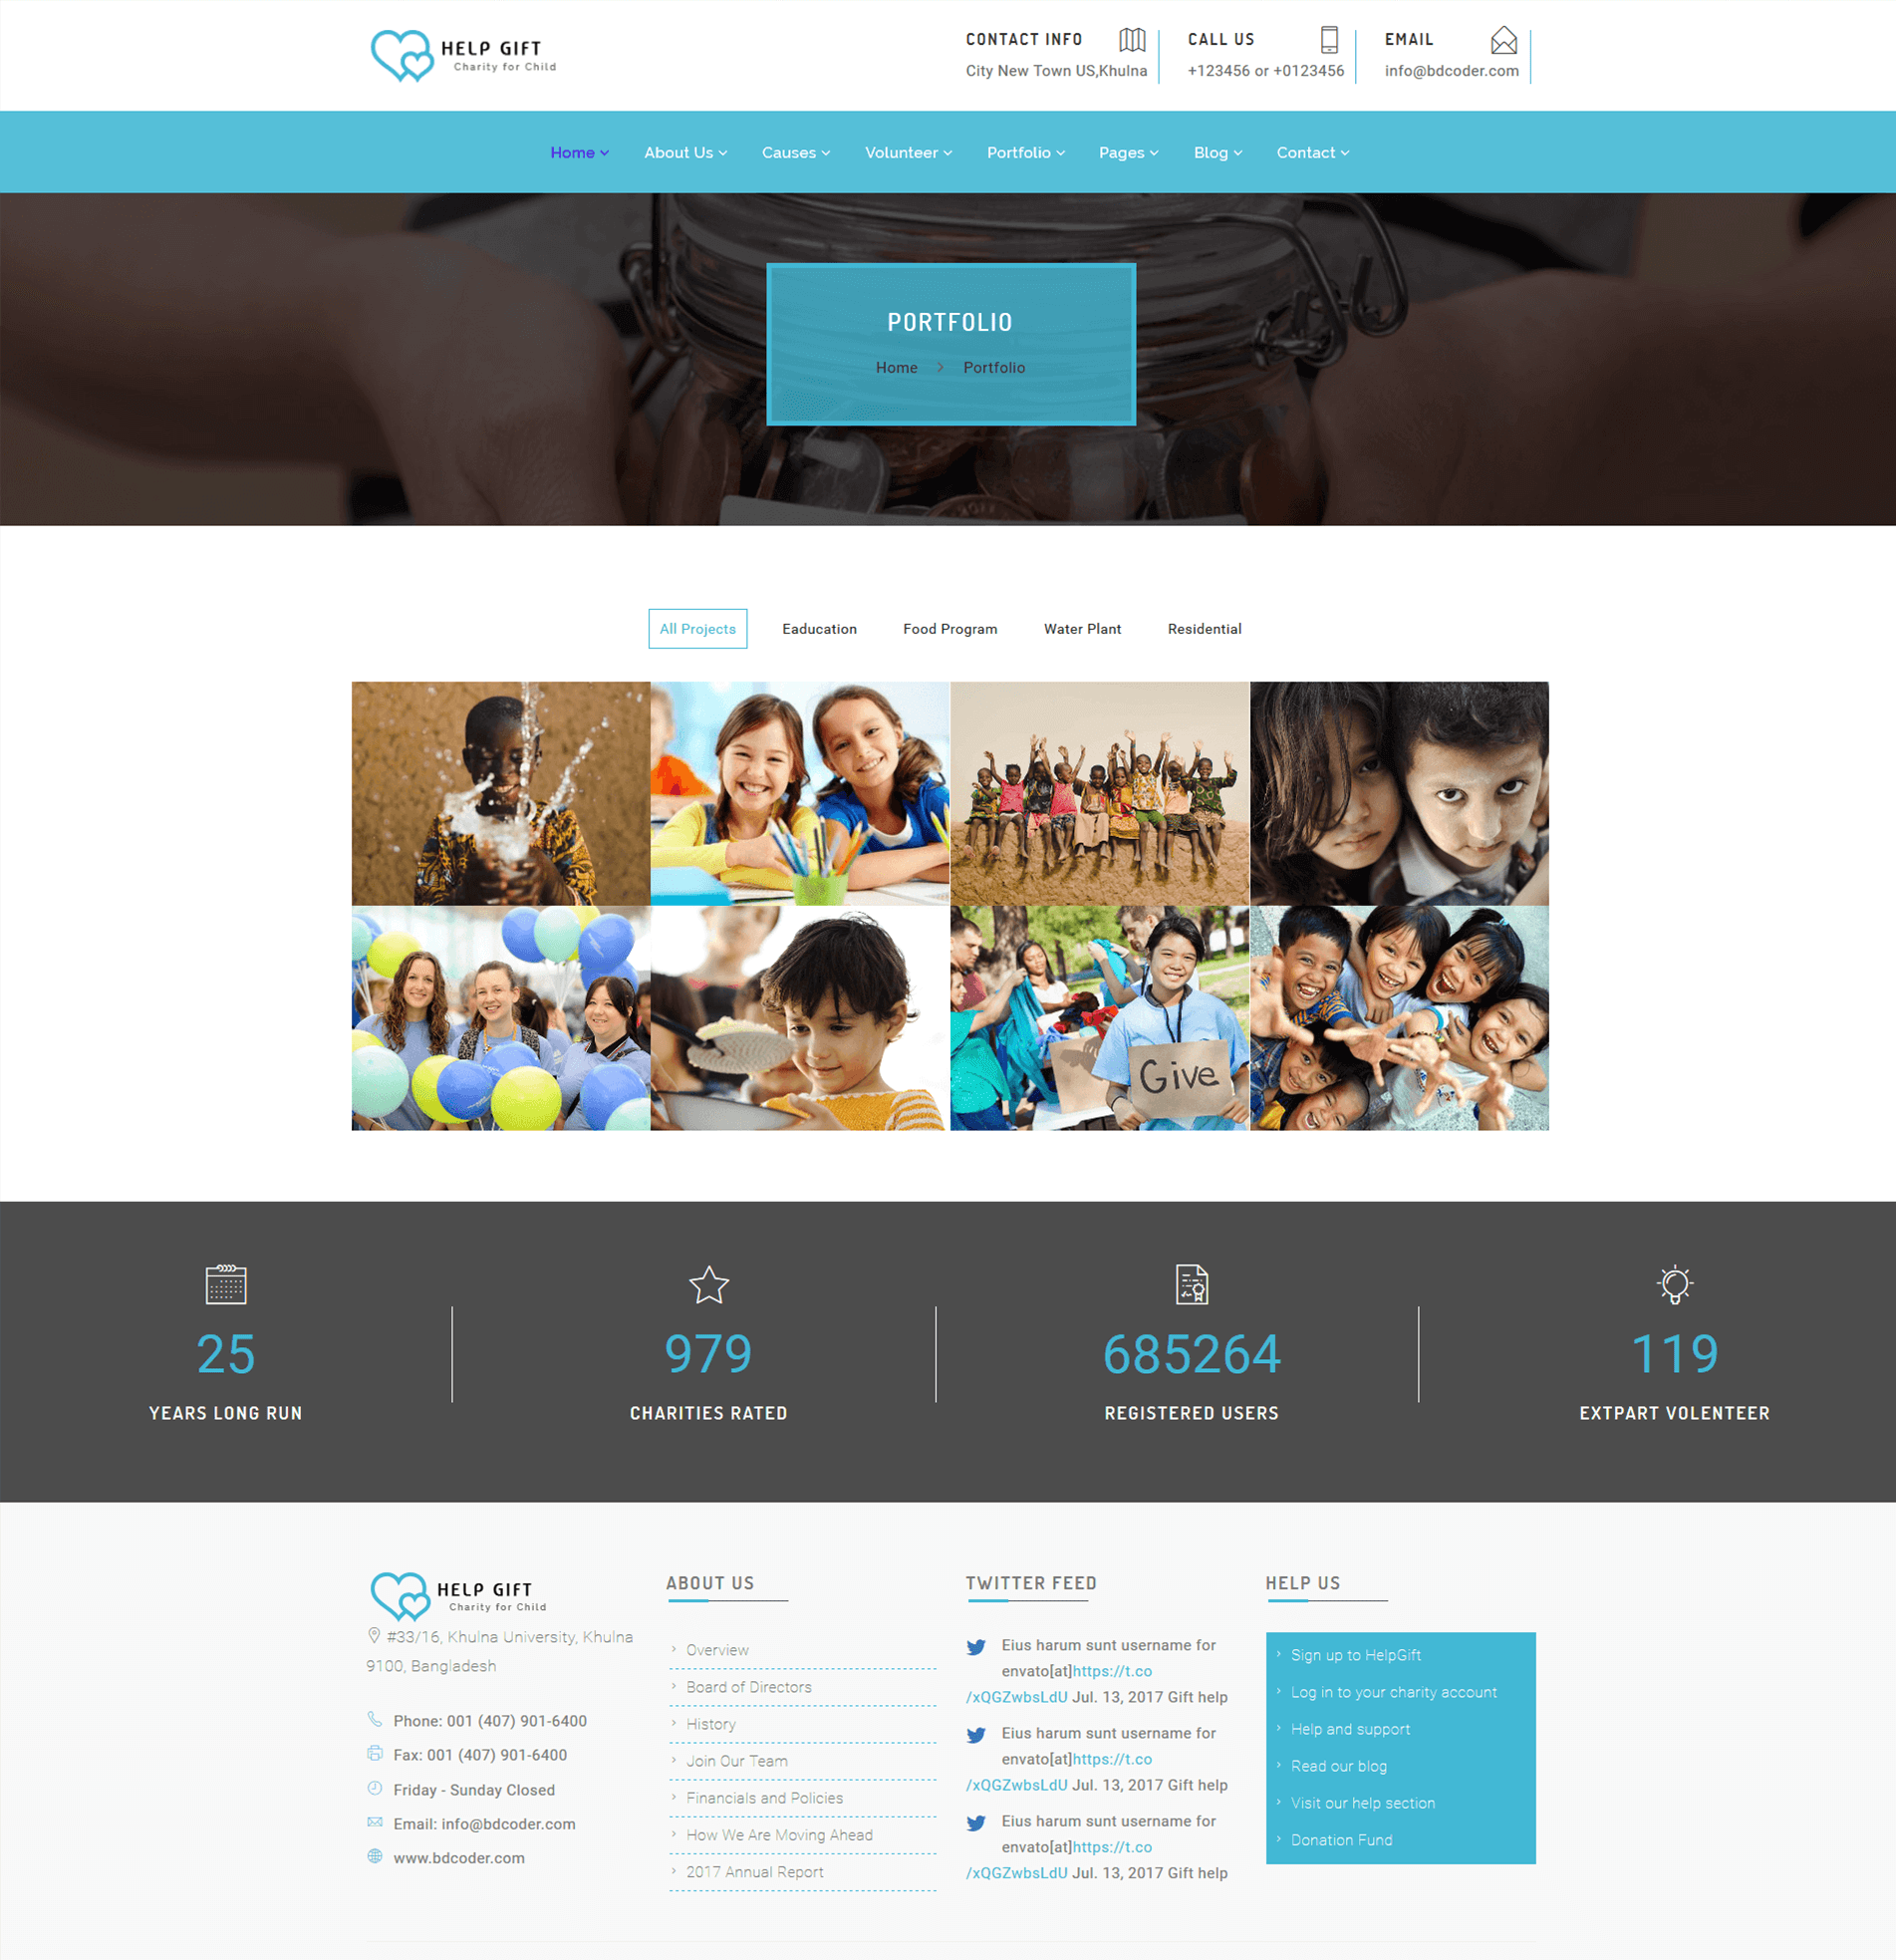 HELP GIFT
Charity for Child
CONTACT INFO
City New Town US,Khulna
CALL US
+123456 or +0123456
EMAIL
info@bdcoder.com
Home About Us Causes Volunteer Portfolio Pages Blog Contact
PORTFOLIO
Home > Portfolio
All Projects Eaducation Food Program Water Plant Residential
Give
25
YEARS LONG RUN
979
CHARITIES RATED
685264
REGISTERED USERS
119
EXTPART VOLENTEER
HELP GIFT
Charity for Child
#33/16, Khulna University, Khulna
9100, Bangladesh
Phone: 001 (407) 901-6400
Fax: 001 (407) 901-6400
Friday - Sunday Closed
Email: info@bdcoder.com
www.bdcoder.com
ABOUT US
Overview
Board of Directors
History
Join Our Team
Financials and Policies
How We Are Moving Ahead
2017 Annual Report
TWITTER FEED
Eius harum sunt username for
envato[at]https://t.co
/xQGZwbsLdU Jul. 13, 2017 Gift help
Eius harum sunt username for
envato[at]https://t.co
/xQGZwbsLdU Jul. 13, 2017 Gift help
Eius harum sunt username for
envato[at]https://t.co
/xQGZwbsLdU Jul. 13, 2017 Gift help
HELP US
Sign up to HelpGift
Log in to your charity account
Help and support
Read our blog
Visit our help section
Donation Fund